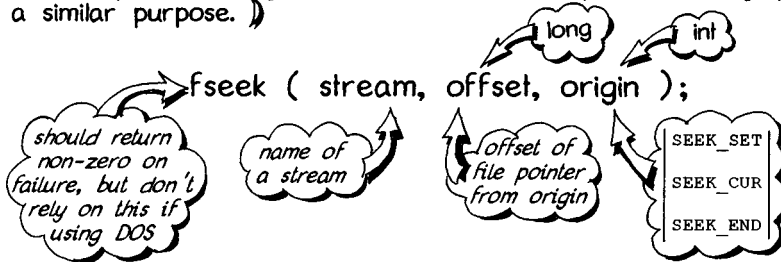 a similar purpose. )
long
int
fseek ( stream, offset, origin );
should return
non-zero on
failure, but don't
rely on this if
using DOS
name of
a stream
offset of
file pointer
from origin
SEEK_SET
SEEK_CUR
SEEK_END